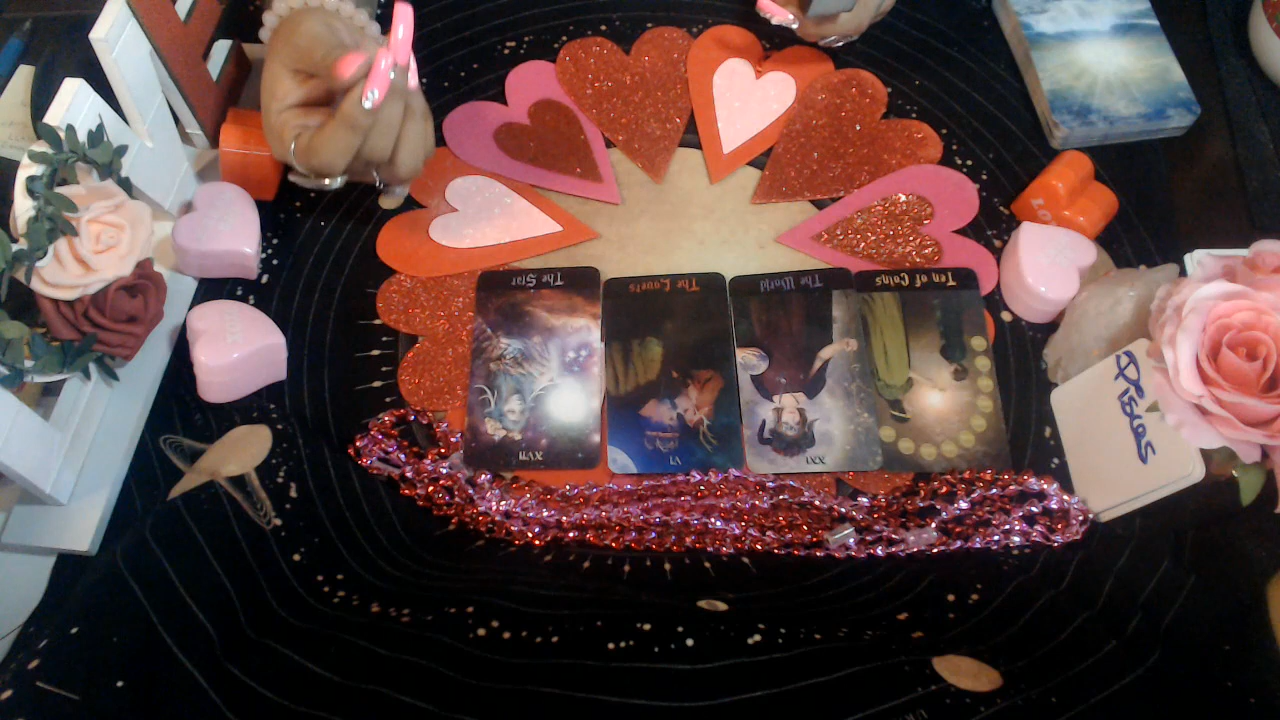 The Star
The Lovers
The World
Ten of Coins
XVII
VI
XXI
Pisces